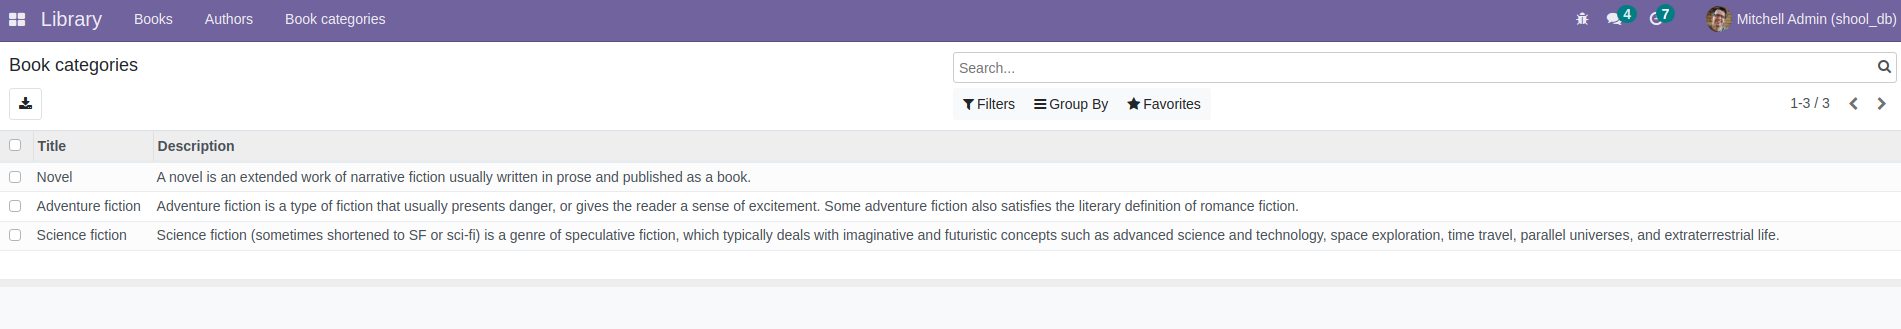 Library Books Authors Book categories 4 7 Mitchell Admin (shool_db)
Book categories
Search...
Filters Group By Favorites 1-3 / 3
Title Description
Novel A novel is an extended work of narrative fiction usually written in prose and published as a book.
Adventure fiction Adventure fiction is a type of fiction that usually presents danger, or gives the reader a sense of excitement. Some adventure fiction also satisfies the literary definition of romance fiction.
Science fiction Science fiction (sometimes shortened to SF or sci-fi) is a genre of speculative fiction, which typically deals with imaginative and futuristic concepts such as advanced science and technology, space exploration, time travel, parallel universes, and extraterrestrial life.